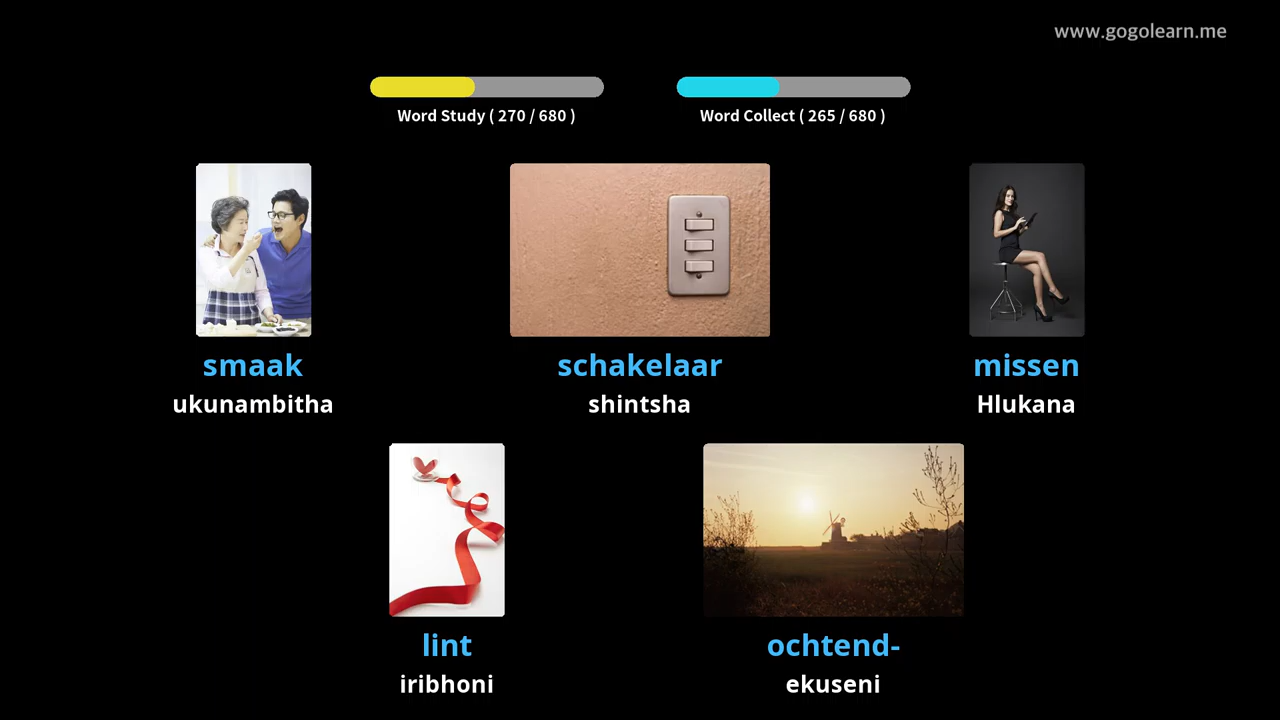 www.gogolearn.me
Word Study ( 270 / 680 )
Word Collect ( 265 / 680 )
smaak
ukunambitha
schakelaar
shintsha
missen
Hlukana
lint
iribhoni
ochtend-
ekuseni